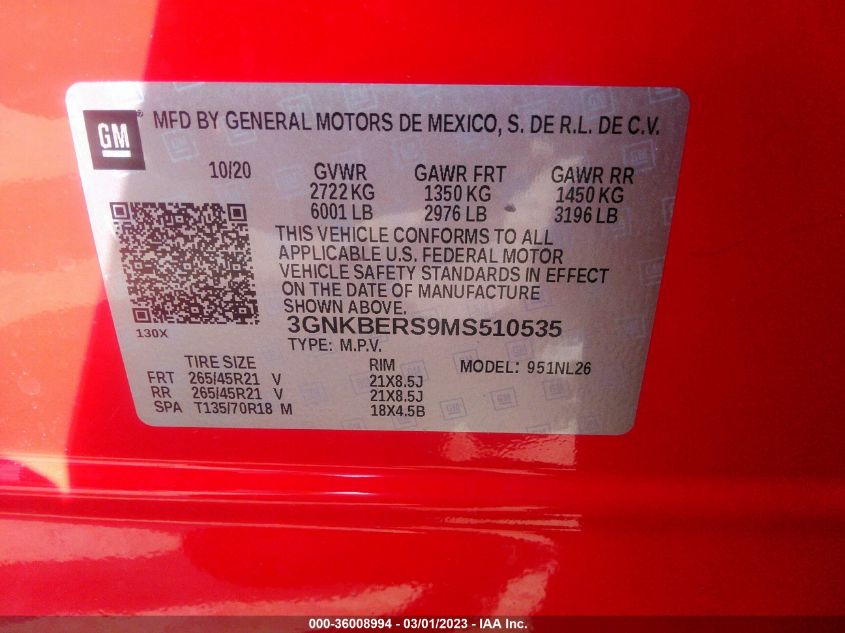 GM ® MFD BY GENERAL MOTORS DE MEXICO, S. DE R.L. DE C.V.
10/20 GVWR GAWR FRT GAWR RR
2722 KG 1350 KG 1450 KG
6001 LB 2976 LB 3196 LB
THIS VEHICLE CONFORMS TO ALL
APPLICABLE U.S. FEDERAL MOTOR
VEHICLE SAFETY STANDARDS IN EFFECT
ON THE DATE OF MANUFACTURE
SHOWN ABOVE.
130X
3GNKBERS9MS510535
TYPE: M.P.V.
TIRE SIZE RIM MODEL: 951NL26
FRT 265/45R21 V 21X8.5J
RR 265/45R21 V 21X8.5J
SPA T135/70R18 M 18X4.5B
000-36008994 - 03/01/2023 - IAA Inc.